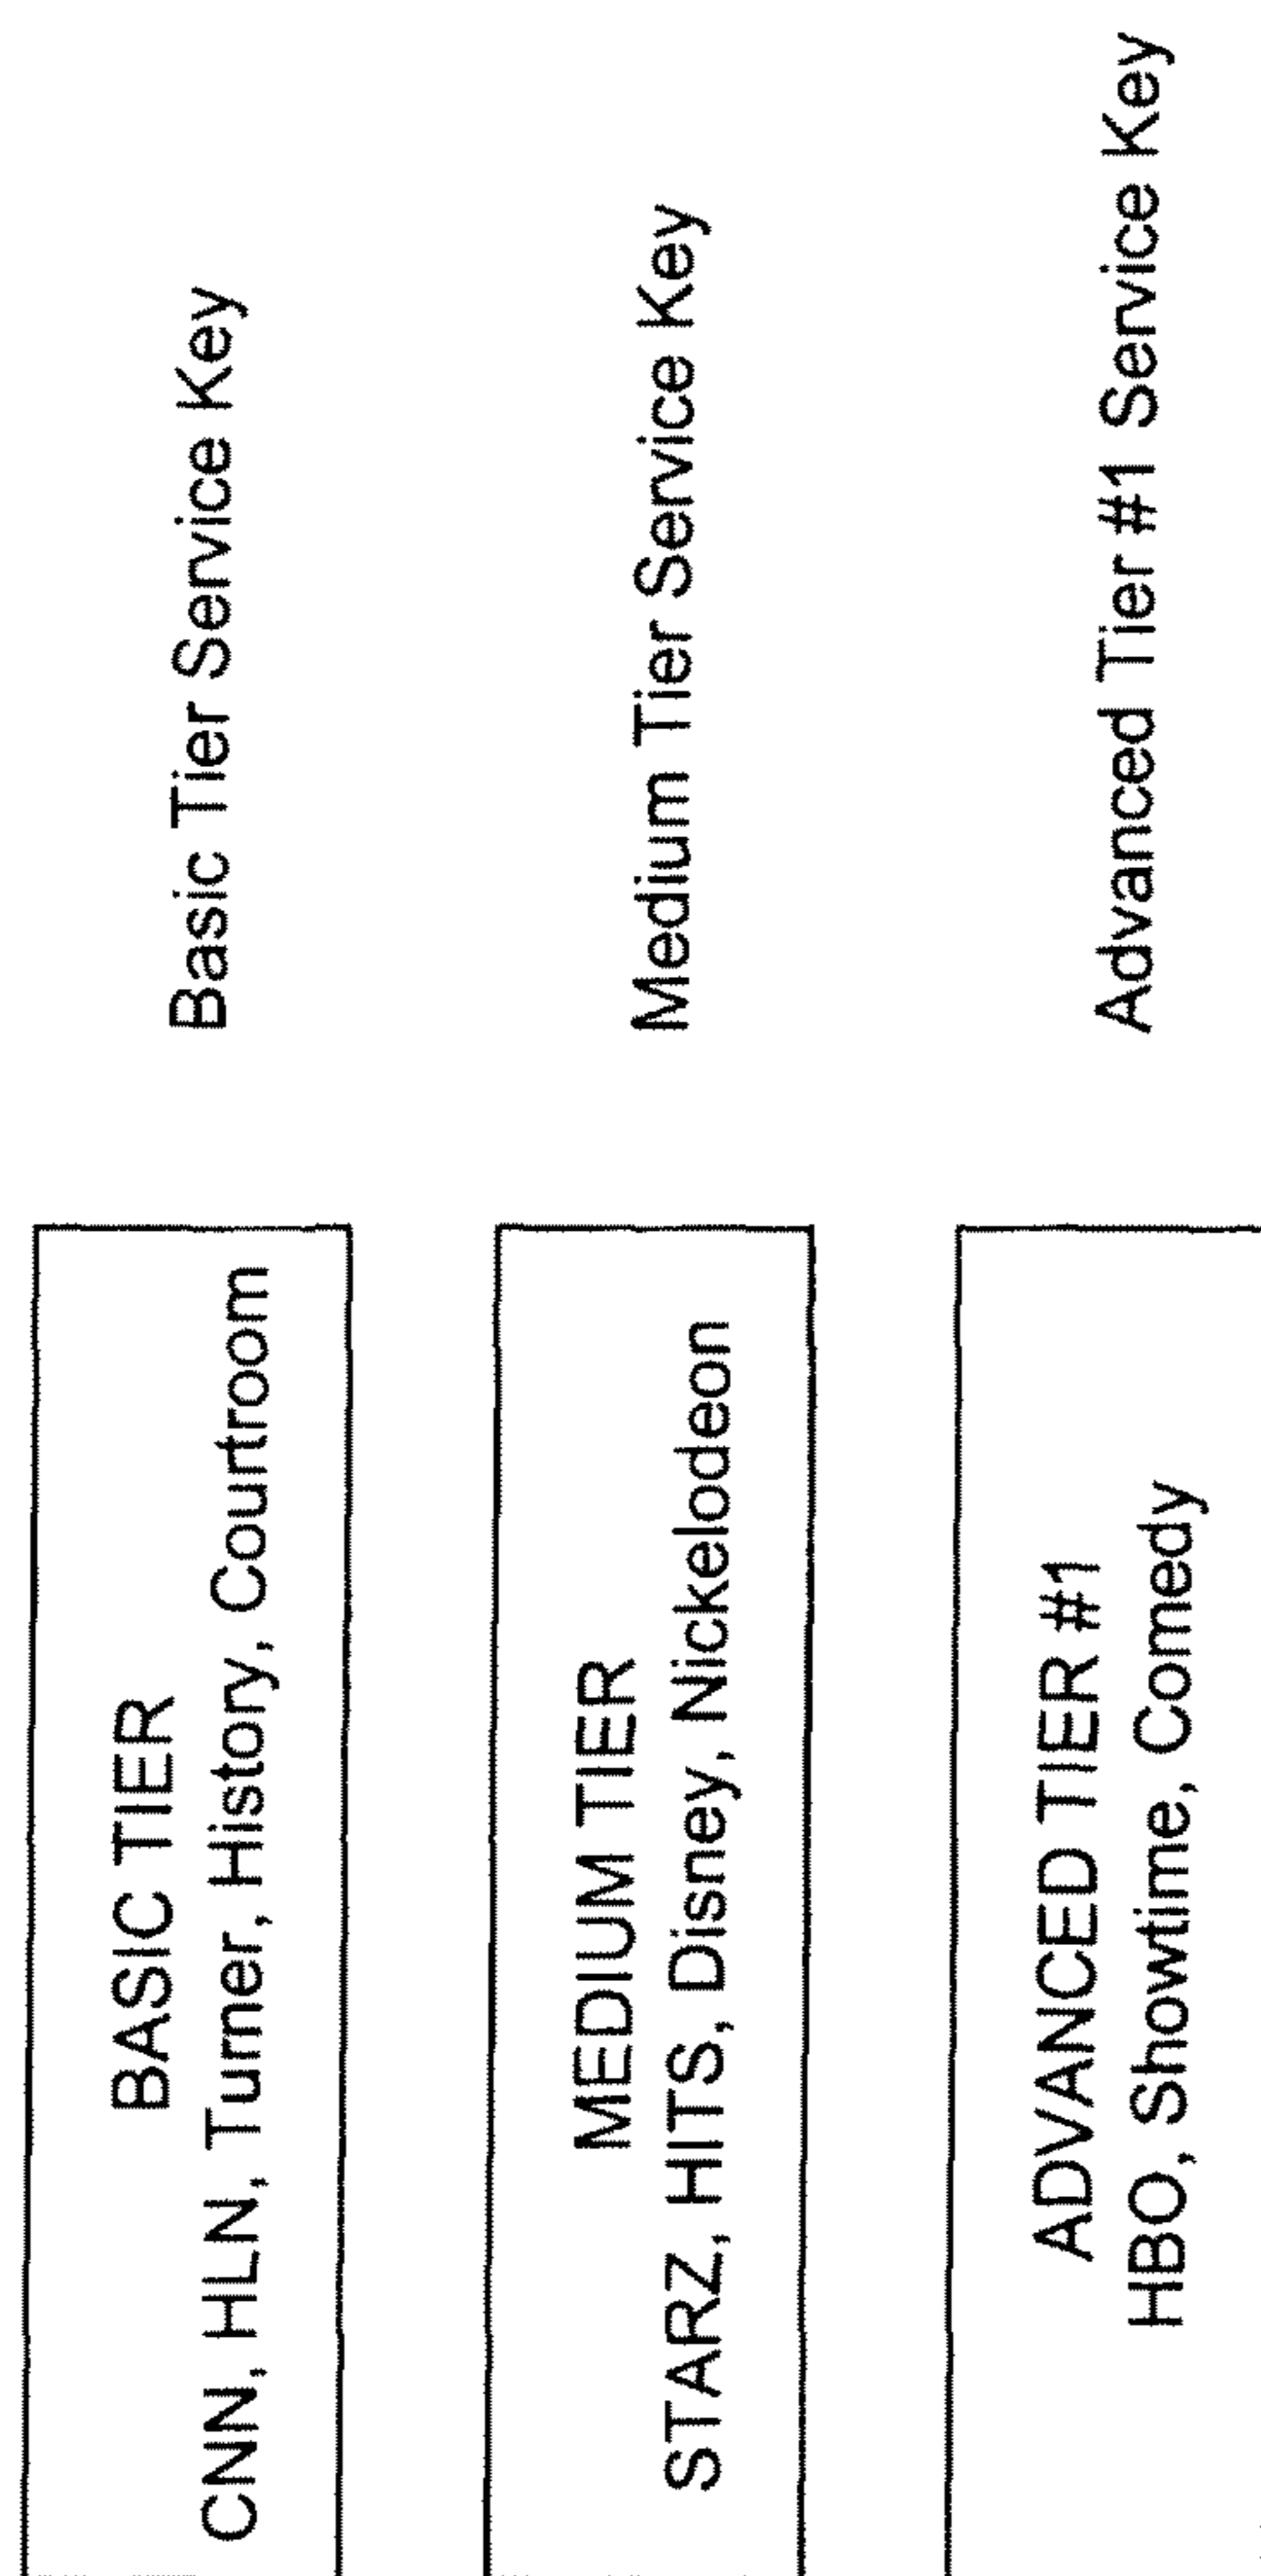 BASIC TIER
CNN, HLN, Turner, History, Courtroom
Basic Tier Service Key
MEDIUM TIER
STARZ, HITS, Disney, Nickelodeon
Medium Tier Service Key
ADVANCED TIER #1
HBO, Showtime, Comedy
Advanced Tier #1 Service Key